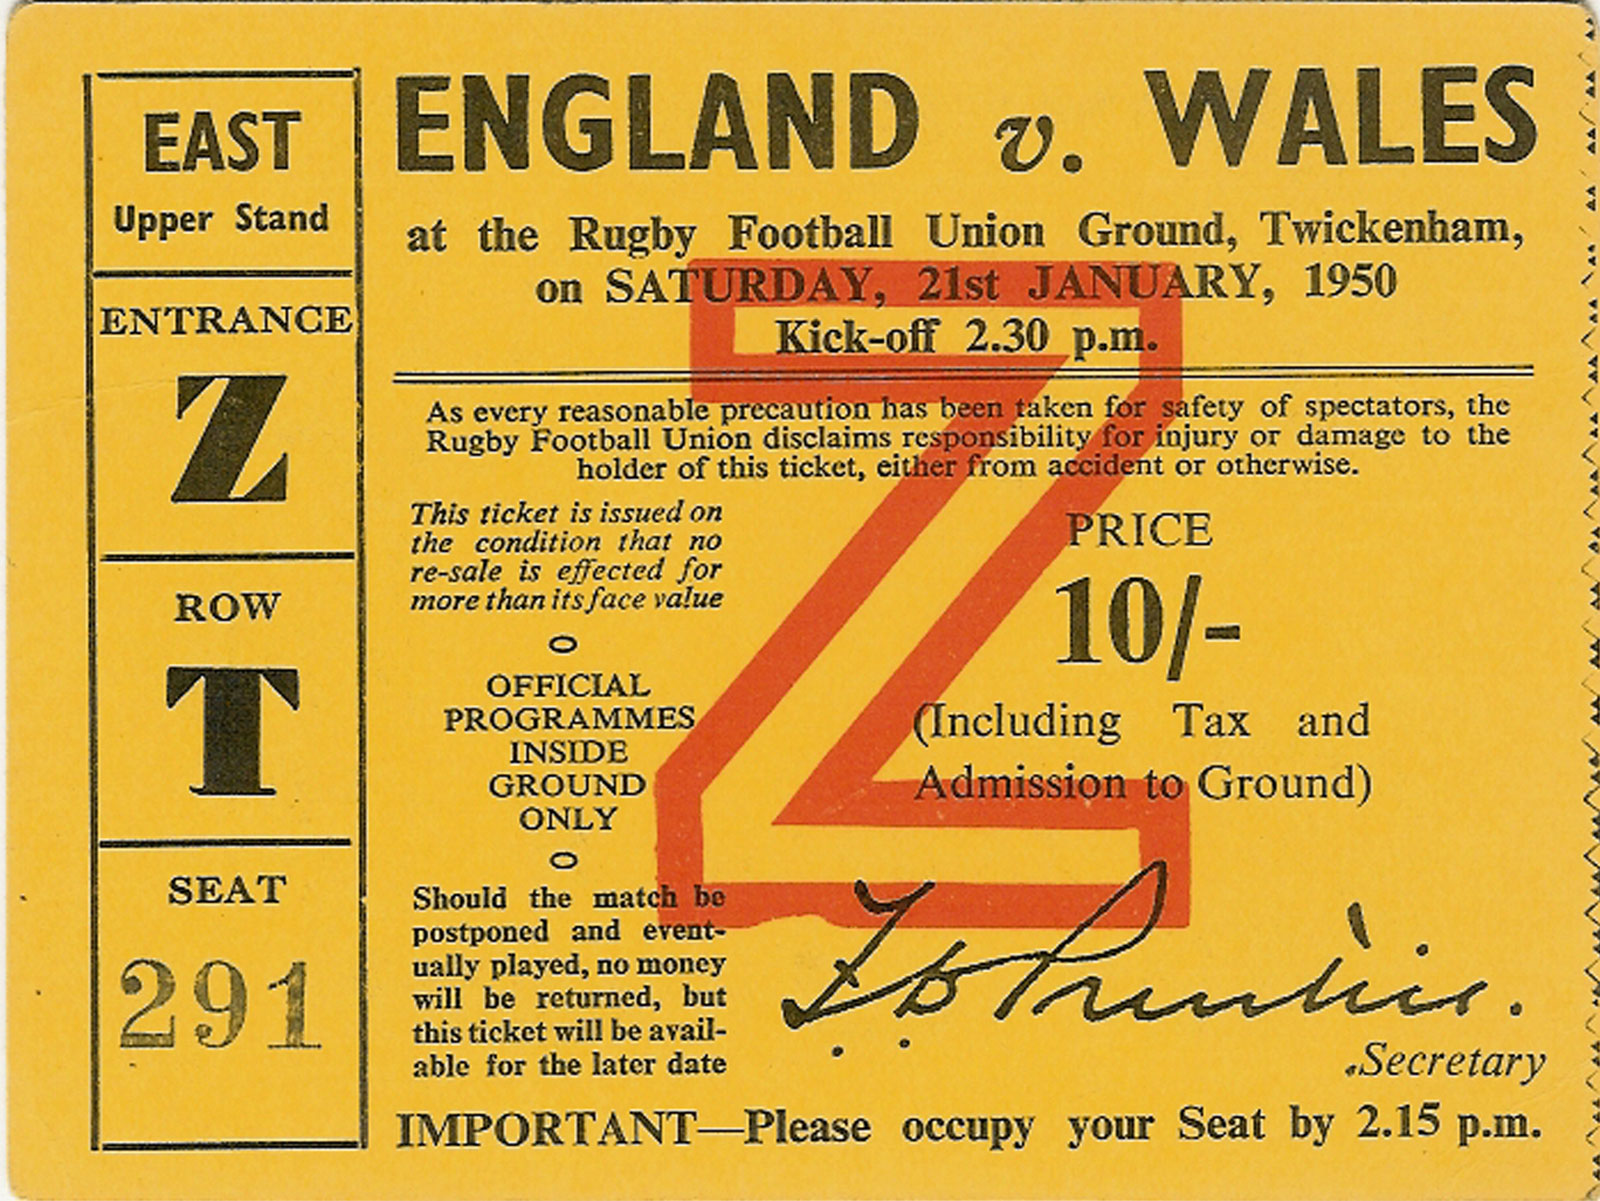 EAST
Upper Stand
ENTRANCE
Z
ROW
T
SEAT
291
ENGLAND v. WALES
at the Rugby Football Union Ground, Twickenham,
on SATURDAY, 21st JANUARY, 1950
Kick-off 2.30 p.m.
As every reasonable precaution has been taken for safety of spectators, the
Rugby Football Union disclaims responsibility for injury or damage to the
holder of this ticket, either from accident or otherwise.
This ticket is issued on
the condition that no
re-sale is effected for
more than its face value
OFFICIAL
PROGRAMMES
INSIDE
GROUND
ONLY
Should the match be
postponed and event-
ually played, no money
will be returned, but
this ticket will be avail-
able for the later date
Z
PRICE
10/-
(Including Tax and
Admission to Ground)
Secretary
IMPORTANT—Please occupy your Seat by 2.15 p.m.